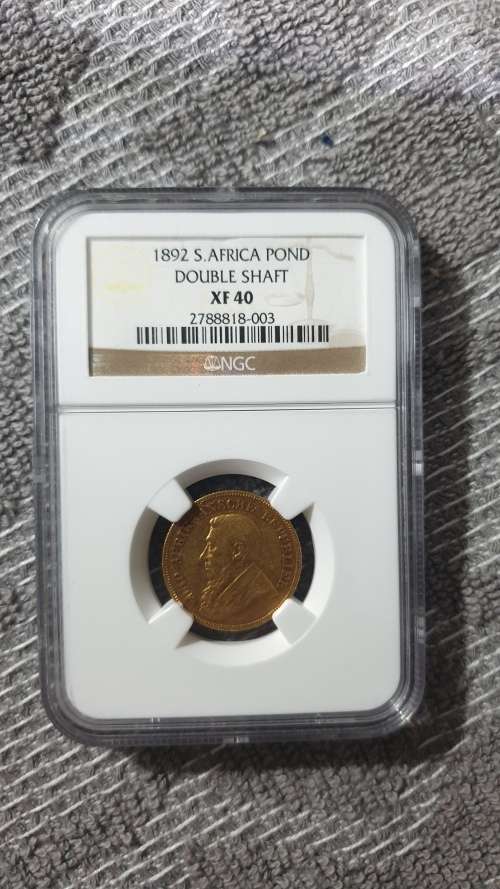 1892 S.AFRICA POND
DOUBLE SHAFT
XF 40
2788818-003
NGC